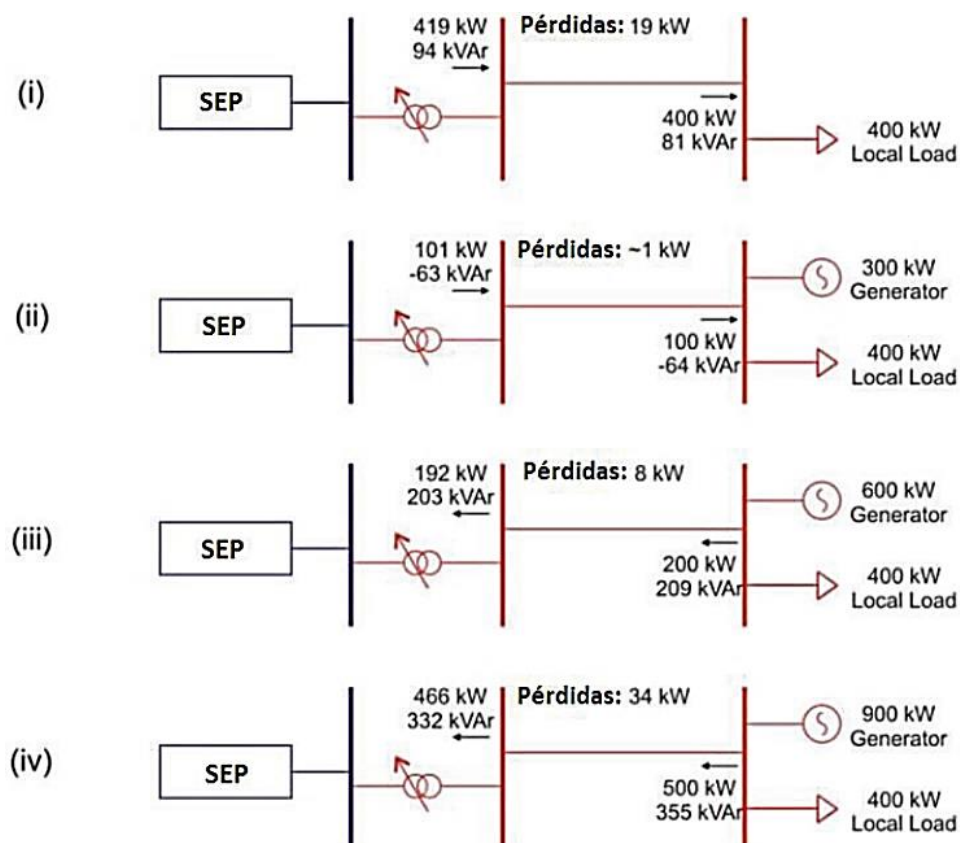 (i)
SEP
419 kW
94 kVAr
Pérdidas: 19 kW
400 kW
81 kVAr
400 kW
Local Load
(ii)
SEP
101 kW
-63 kVAr
Pérdidas: ~1 kW
100 kW
-64 kVAr
300 kW
Generator
400 kW
Local Load
(iii)
SEP
192 kW
203 kVAr
Pérdidas: 8 kW
200 kW
209 kVAr
600 kW
Generator
400 kW
Local Load
(iv)
SEP
466 kW
332 kVAr
Pérdidas: 34 kW
500 kW
355 kVAr
900 kW
Generator
400 kW
Local Load